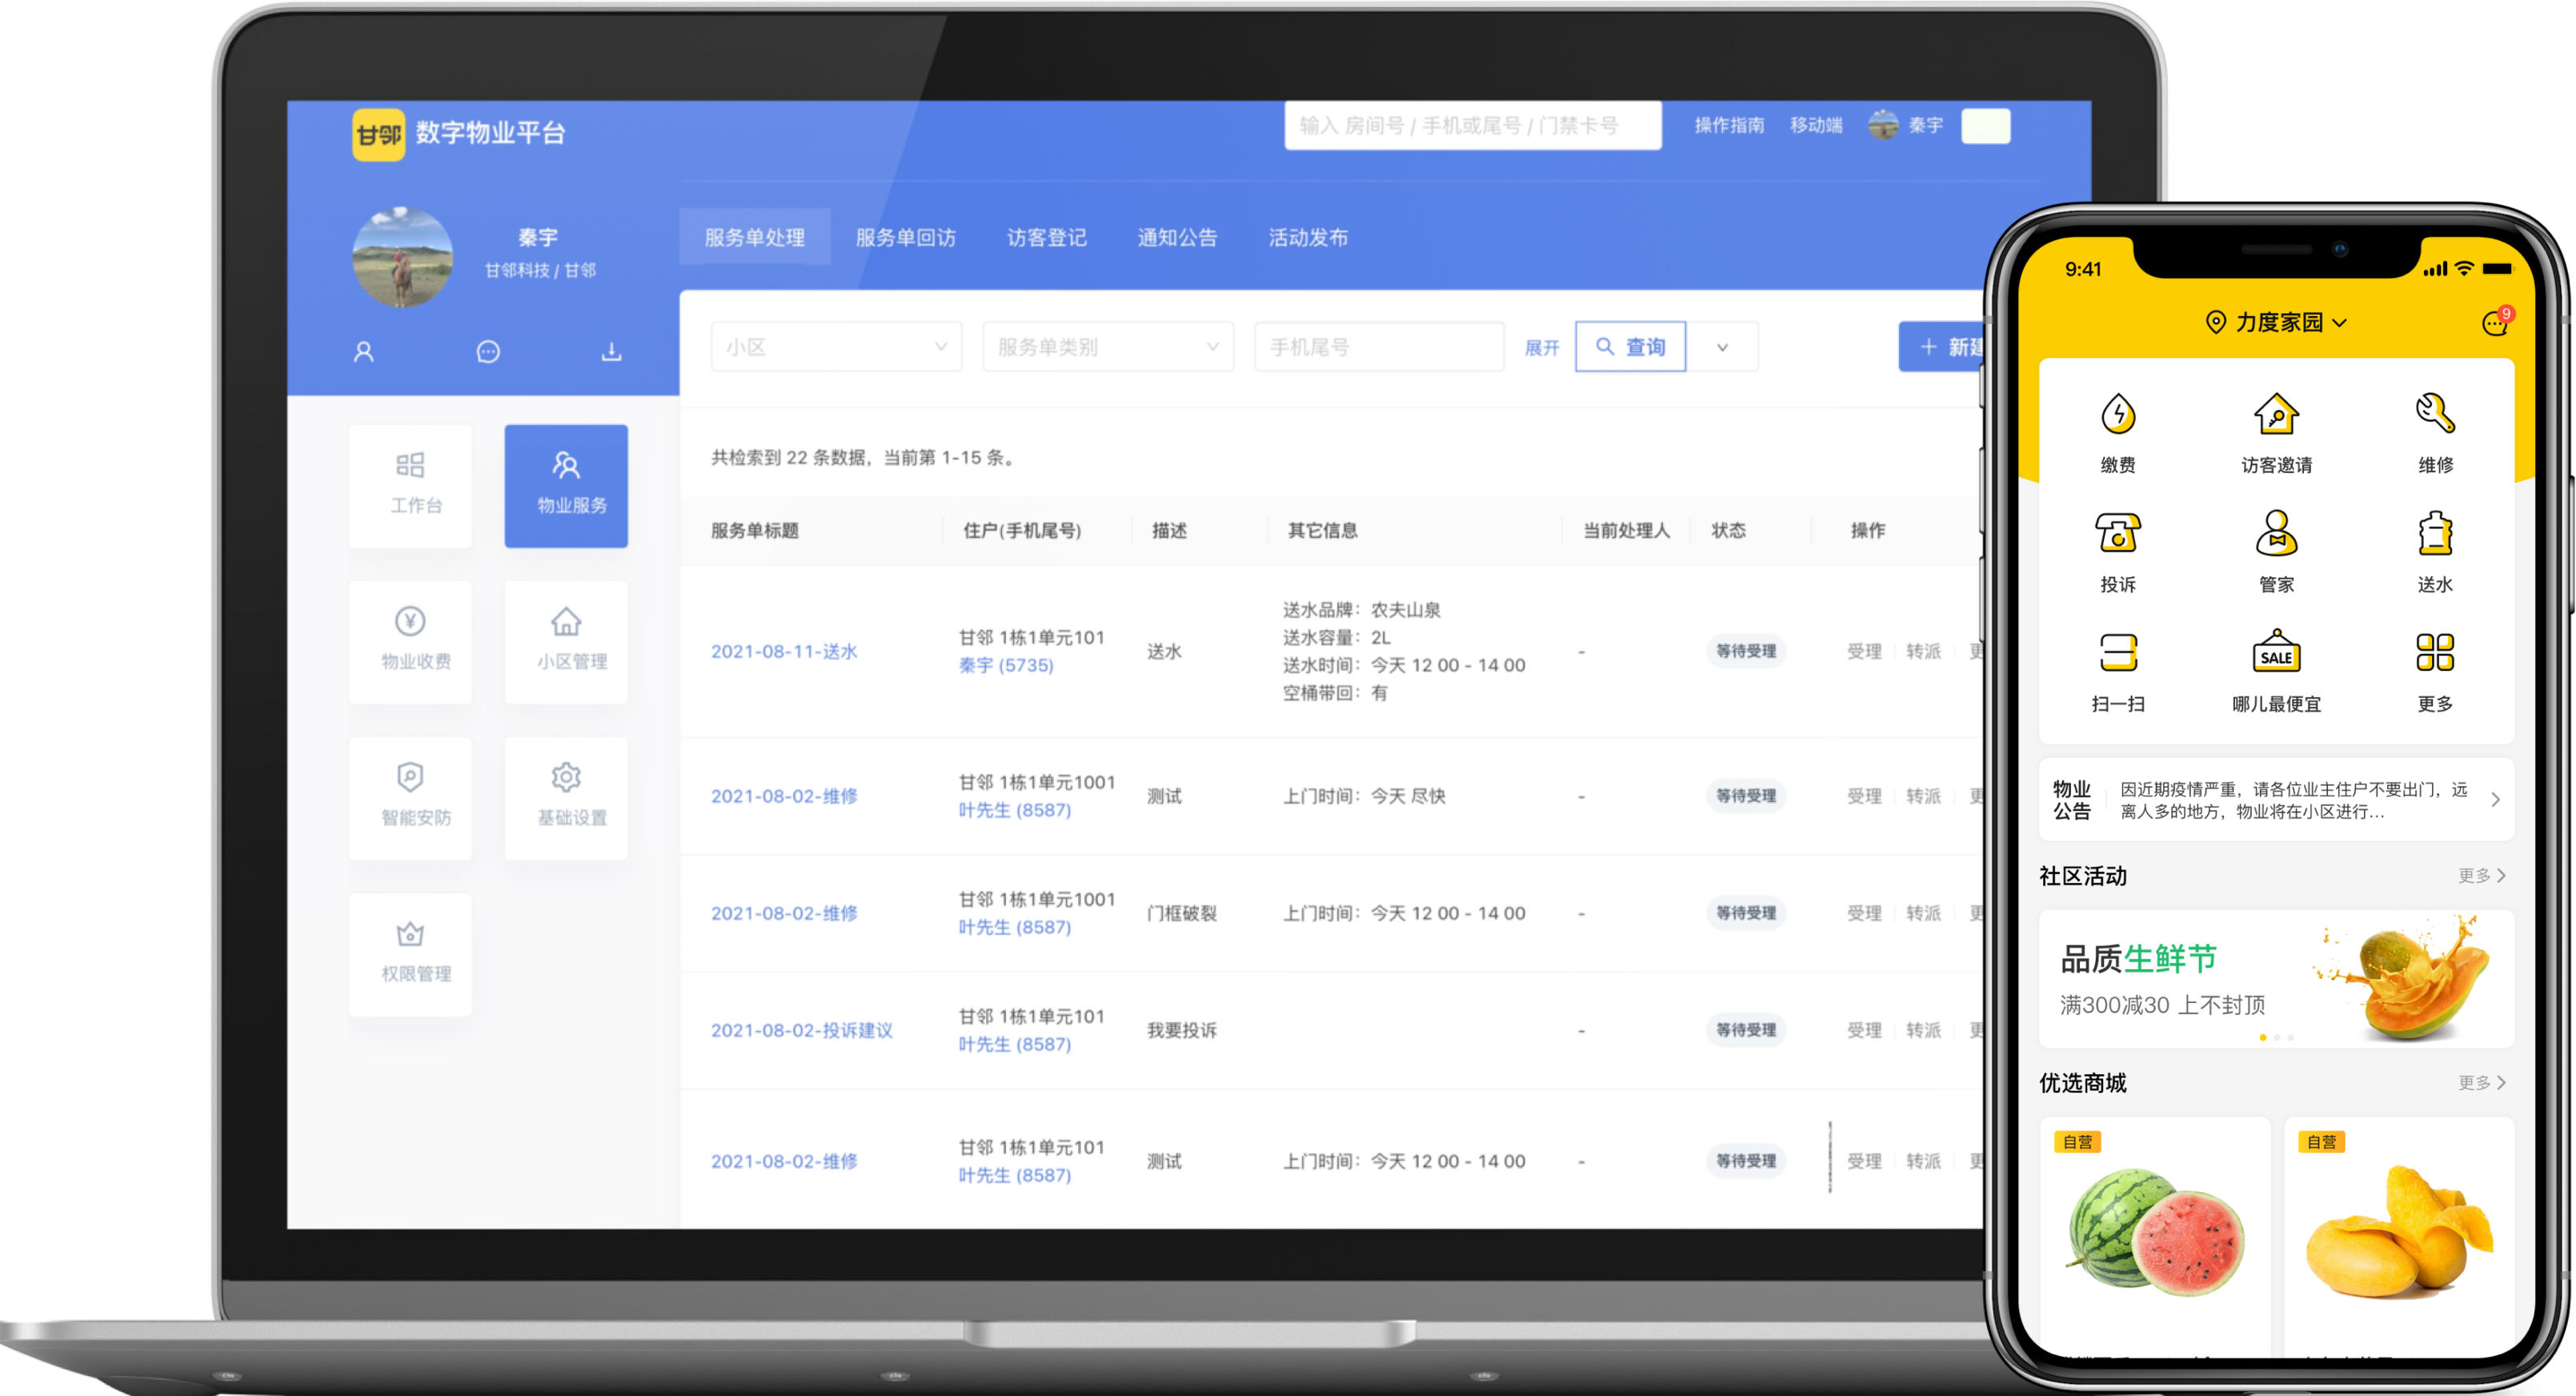 甘邻 数字物业平台
输入 房间号 / 手机或尾号 / 门禁卡号
操作指南 移动端 秦宇
秦宇
甘邻科技 / 甘邻
服务单处理 服务单回访 访客登记 通知公告 活动发布
小区 服务单类别 手机尾号 展开 查询 新建
工作台 物业服务
物业收费 小区管理
智能安防 基础设置
权限管理
共检索到 22 条数据，当前第 1-15 条。
服务单标题 住户(手机尾号) 描述 其它信息 当前处理人 状态 操作
2021-08-11-送水
甘邻 1栋1单元101
秦宇 (5735)
送水
送水品牌：农夫山泉
送水容量：2L
送水时间：今天 12 00 - 14 00
空桶带回：有
- 等待受理 受理 转派
2021-08-02-维修
甘邻 1栋1单元1001
叶先生 (8587)
测试 上门时间：今天 尽快 - 等待受理 受理 转派
2021-08-02-维修
甘邻 1栋1单元1001
叶先生 (8587)
门框破裂 上门时间：今天 12 00 - 14 00 - 等待受理 受理 转派
2021-08-02-投诉建议
甘邻 1栋1单元101
叶先生 (8587)
我要投诉 - 等待受理 受理 转派
2021-08-02-维修
甘邻 1栋1单元101
叶先生 (8587)
测试 上门时间：今天 12 00 - 14 00 - 等待受理 受理 转派
9:41
力度家园 9
缴费 访客邀请 维修
投诉 管家 送水
SALE
扫一扫 哪儿最便宜 更多
物业
公告
因近期疫情严重，请各位业主住户不要出门，远
离人多的地方，物业将在小区进行...
社区活动 更多
品质生鲜节
满300减30 上不封顶
优选商城 更多
自营 自营